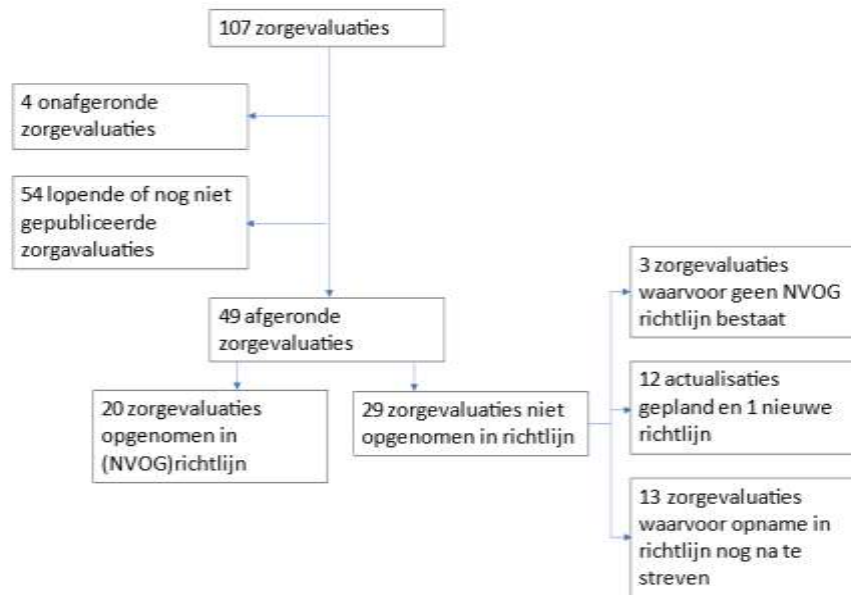 107 zorgevaluaties
4 onafgeronde
zorgevaluaties
54 lopende of nog niet
gepubliceerde
zorgavaluaties
49 afgeronde
zorgevaluaties
20 zorgevaluaties
opgenomen in
(NVOG)richtlijn
29 zorgevaluaties niet
opgenomen in richtlijn
3 zorgevaluaties
waarvoor geen NVOG
richtlijn bestaat
12 actualisaties
gepland en 1 nieuwe
richtlijn
13 zorgevaluaties
waarvoor opname in
richtlijn nog na te
streven